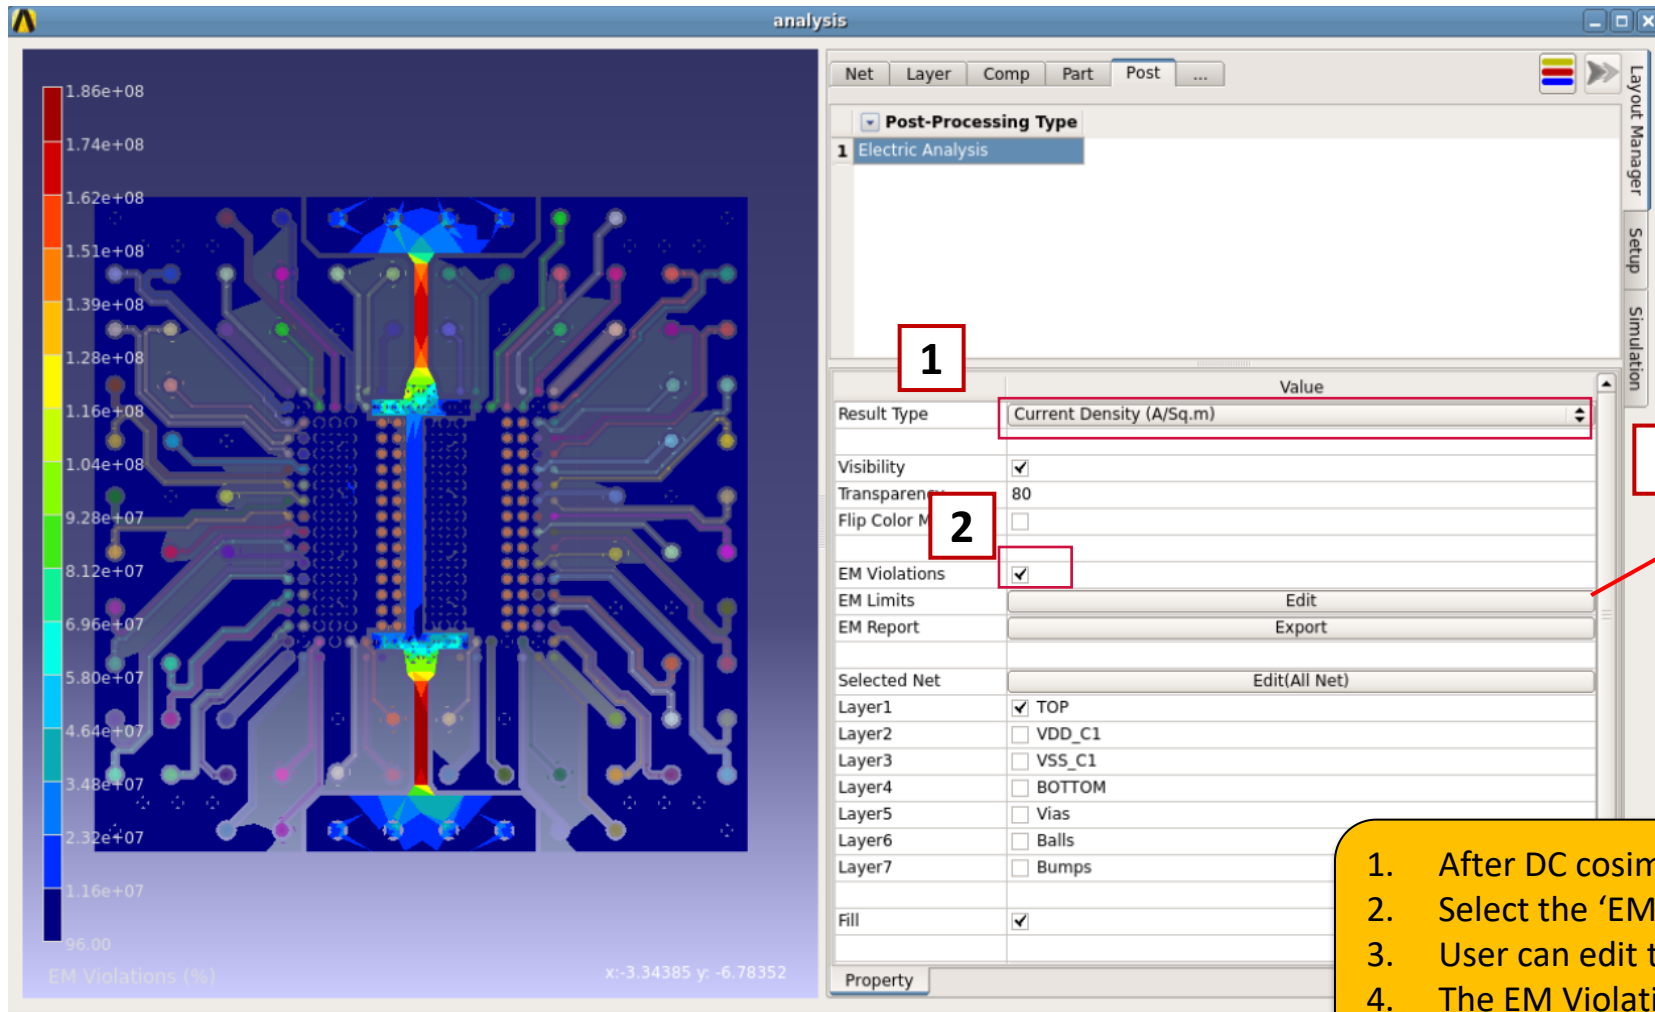 analysis
1.86e+08
1.74e+08
1.62e+08
1.51e+08
1.39e+08
1.28e+08
1.16e+08
1.04e+08
9.28e+07
8.12e+07
6.96e+07
5.80e+07
4.64e+07
3.48e+07
2.32e+07
1.16e+07
96.00
EM Violations (%)
x:-3.34385 y: -6.78352
Net Layer Comp Part Post ...
Post-Processing Type
1 Electric Analysis
Layout Manager
Setup
Simulation
1
Value
Result Type Current Density (A/Sq.m)
Visibility
Transparency 80
2
Flip Color M
EM Violations
EM Limits Edit
EM Report Export
Selected Net Edit(All Net)
Layer1 TOP
Layer2 VDD_C1
Layer3 VSS_C1
Layer4 BOTTOM
Layer5 Vias
Layer6 Balls
Layer7 Bumps
Fill
Property
1. After DC cosim
2. Select the ‘EM
3. User can edit t
4. The EM Violati